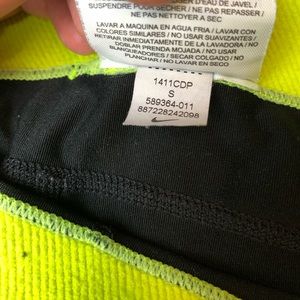 SUSPENDRE POUR SÉCHER / NE PAS REPASSER
/ NE PAS NETTOYER À SEC
LAVAR A MAQUINA EN AGUA FRIA / CON
COLORES SIMILARES / NO USAR SUAVIZANTES /
RETIRAR INMEDIATAMENTE DE LA LAVADORA / NO
DOBLAR PRENDA MOJADA / NO USAR
BLANQUEADORES / SECAR COLGADO / NO
PLANCHAR / NO LAVAR EN SECO
1411CDP
S
589364-011
887228242098